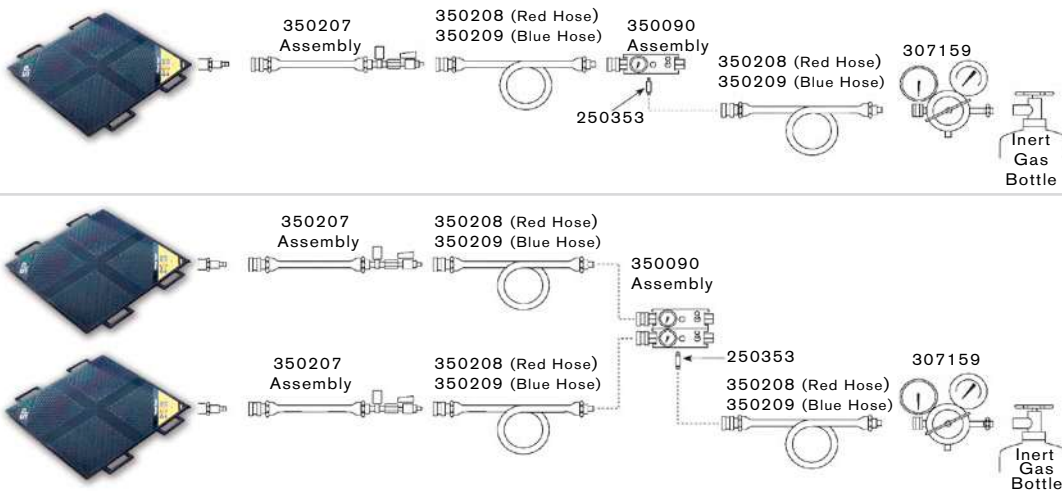 350207
Assembly
350208 (Red Hose)
350209 (Blue Hose)
350090
Assembly
250353
350208 (Red Hose)
350209 (Blue Hose)
307159
Inert
Gas
Bottle
350207
Assembly
350208 (Red Hose)
350209 (Blue Hose)
350090
Assembly
350207
Assembly
350208 (Red Hose)
350209 (Blue Hose)
250353
350208 (Red Hose)
350209 (Blue Hose)
307159
Inert
Gas
Bottle